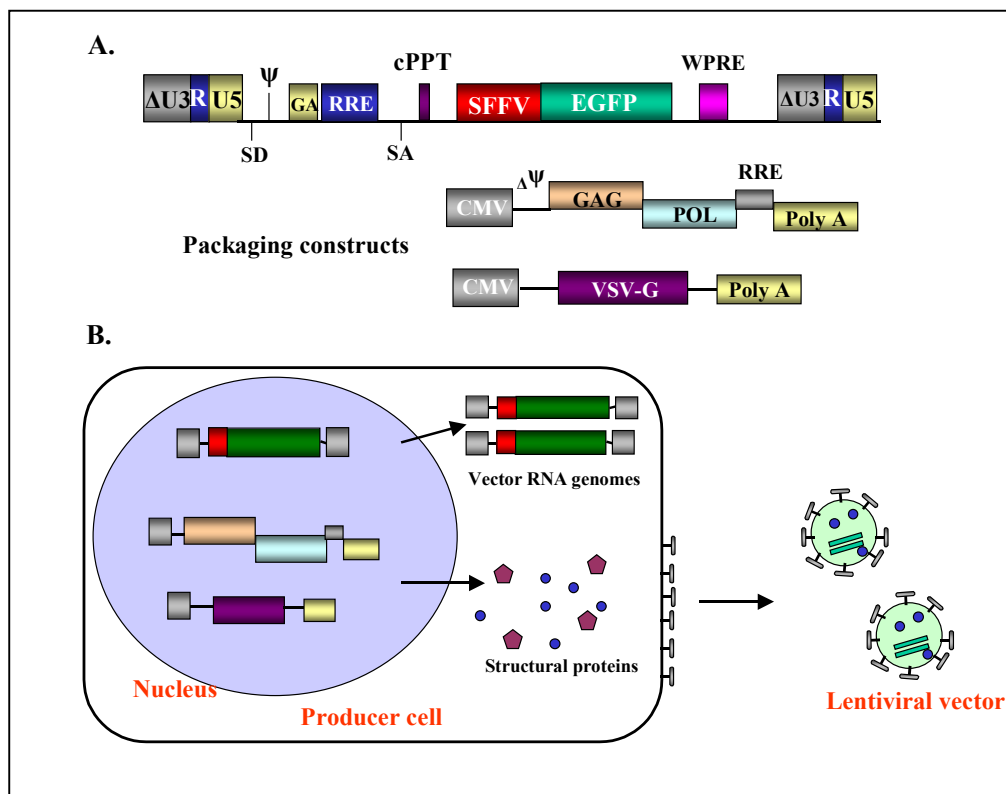 A.
cPPT
WPRE
Ψ
ΔU3 R U5 GA RRE SFFV EGFP ΔU3 R U5
SD SA
RRE
ΔΨ
CMV GAG POL Poly A
Packaging constructs
CMV VSV-G Poly A
B.
Vector RNA genomes
Structural proteins
Nucleus
Producer cell
Lentiviral vector